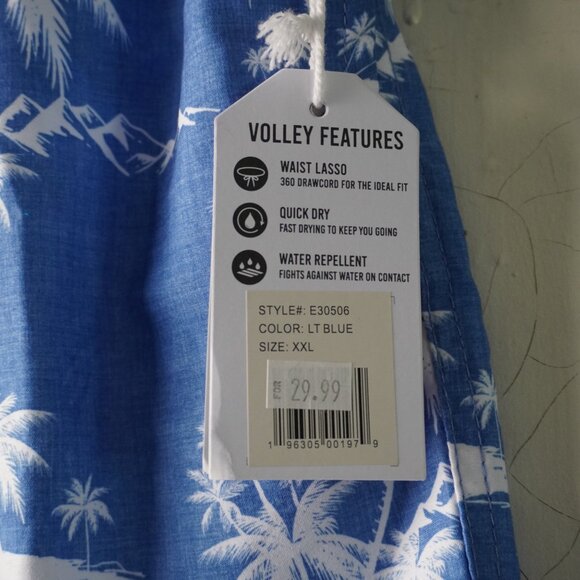 VOLLEY FEATURES
WAIST LASSO
360 DRAWCORD FOR THE IDEAL FIT
QUICK DRY
FAST DRYING TO KEEP YOU GOING
WATER REPELLENT
FIGHTS AGAINST WATER ON CONTACT
STYLE#: E30506
COLOR: LT BLUE
SIZE: XXL
FOR 29.99
1 96305 00197 9